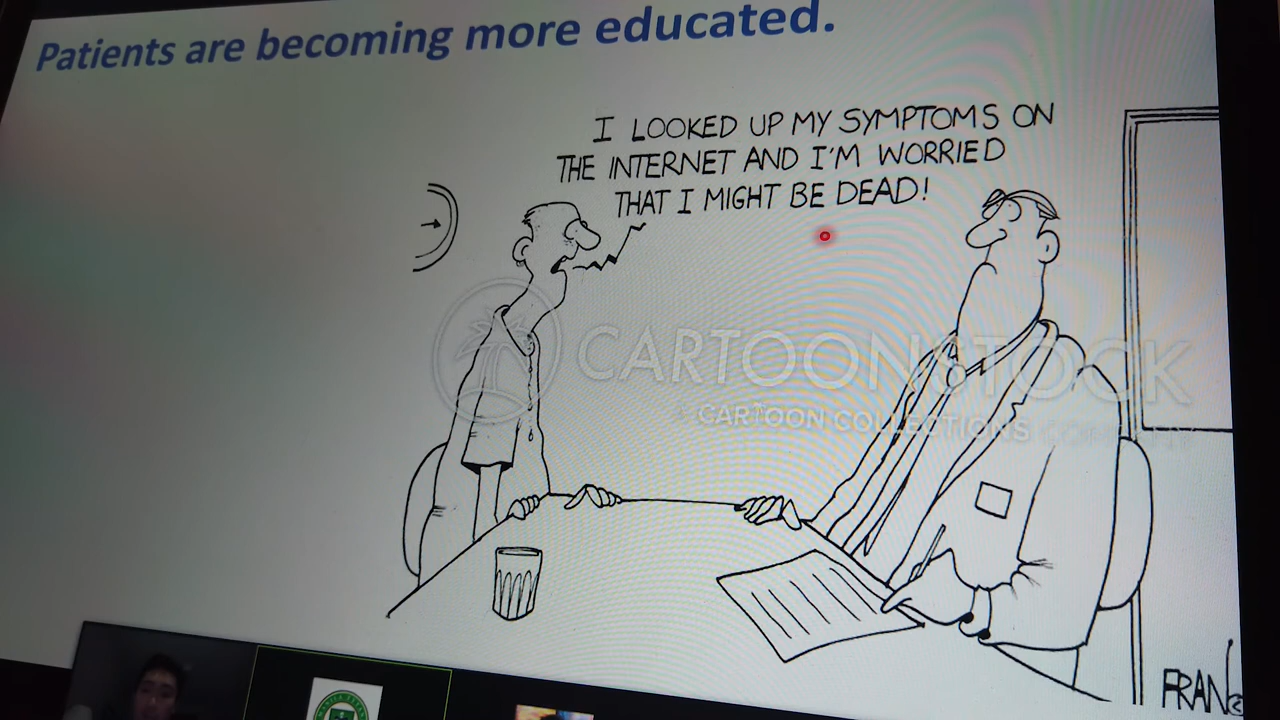 Patients are becoming more educated.
I LOOKED UP MY SYMPTOMS ON
THE INTERNET AND I'M WORRIED
THAT I MIGHT BE DEAD!
CARTOONSTOCK
A CARTOON COLLECTIONS COMPANY